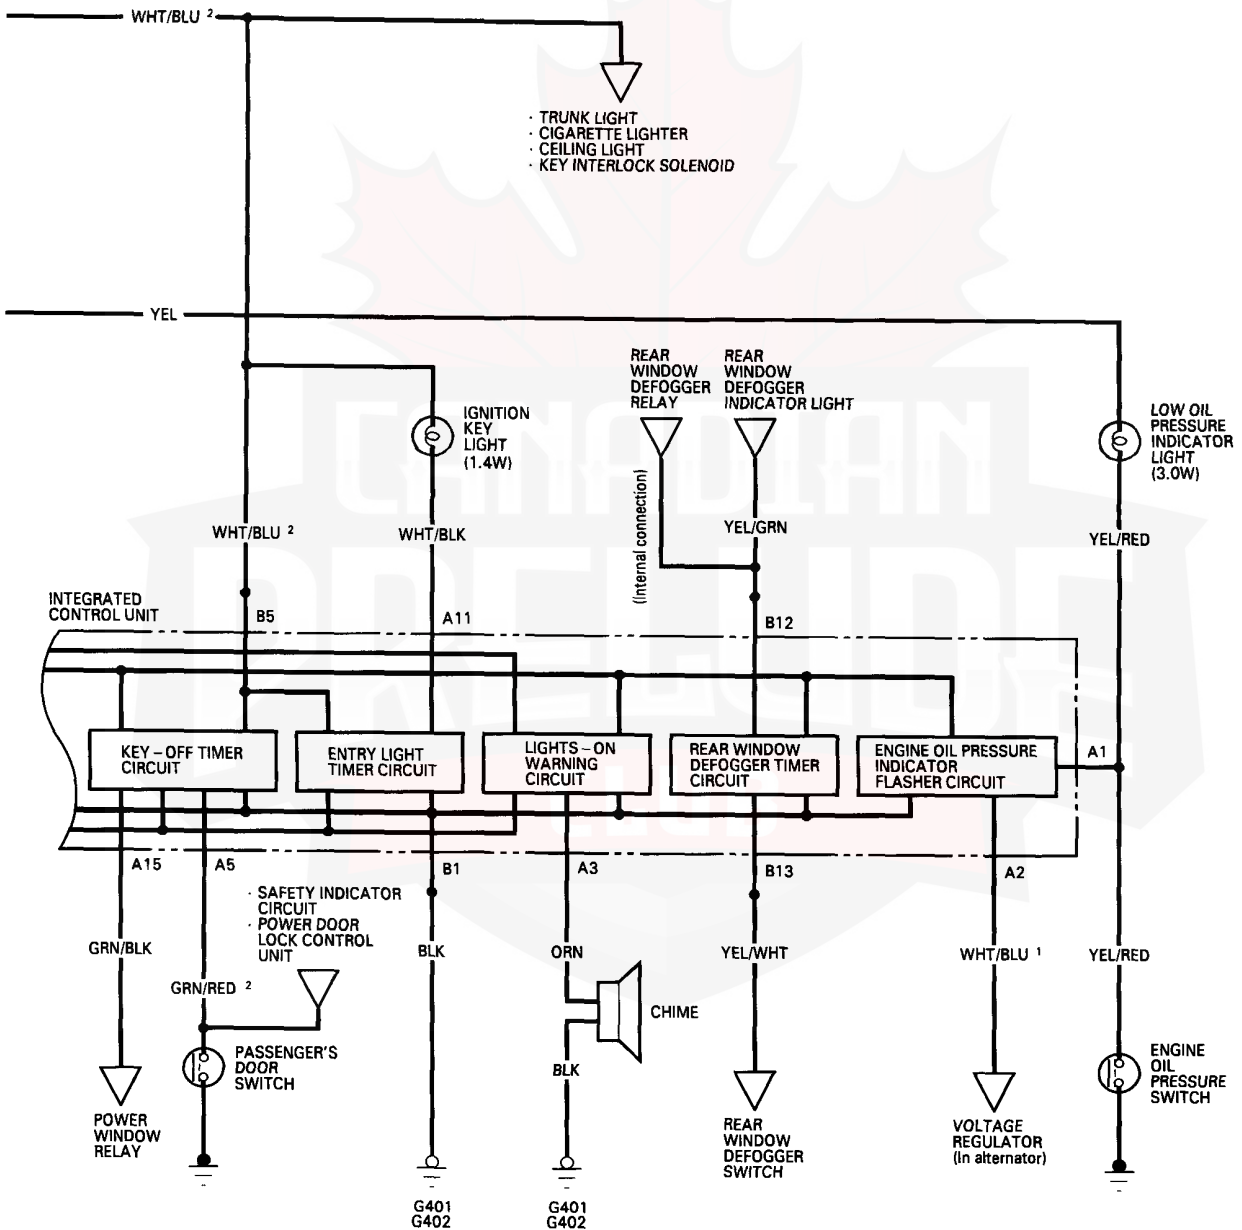 WHT/BLU 2
· TRUNK LIGHT
· CIGARETTE LIGHTER
· CEILING LIGHT
· KEY INTERLOCK SOLENOID
YEL
REAR
WINDOW
DEFOGGER
RELAY
REAR
WINDOW
DEFOGGER
INDICATOR LIGHT
IGNITION
KEY
LIGHT
(1.4W)
LOW OIL
PRESSURE
INDICATOR
LIGHT
(3.0W)
(Internal connection)
WHT/BLU 2
WHT/BLK
YEL/GRN
YEL/RED
INTEGRATED
CONTROL UNIT
B5
A11
B12
KEY – OFF TIMER
CIRCUIT
ENTRY LIGHT
TIMER CIRCUIT
LIGHTS – ON
WARNING
CIRCUIT
REAR WINDOW
DEFOGGER TIMER
CIRCUIT
ENGINE OIL PRESSURE
INDICATOR
FLASHER CIRCUIT
A1
A15
A5
B1
A3
B13
A2
· SAFETY INDICATOR
CIRCUIT
· POWER DOOR
LOCK CONTROL
UNIT
GRN/BLK
GRN/RED 2
BLK
ORN
YEL/WHT
WHT/BLU 1
YEL/RED
CHIME
BLK
PASSENGER'S
DOOR
SWITCH
ENGINE
OIL
PRESSURE
SWITCH
POWER
WINDOW
RELAY
REAR
WINDOW
DEFOGGER
SWITCH
VOLTAGE
REGULATOR
(In alternator)
G401
G402
G401
G402
CANADIAN
PRELUDE